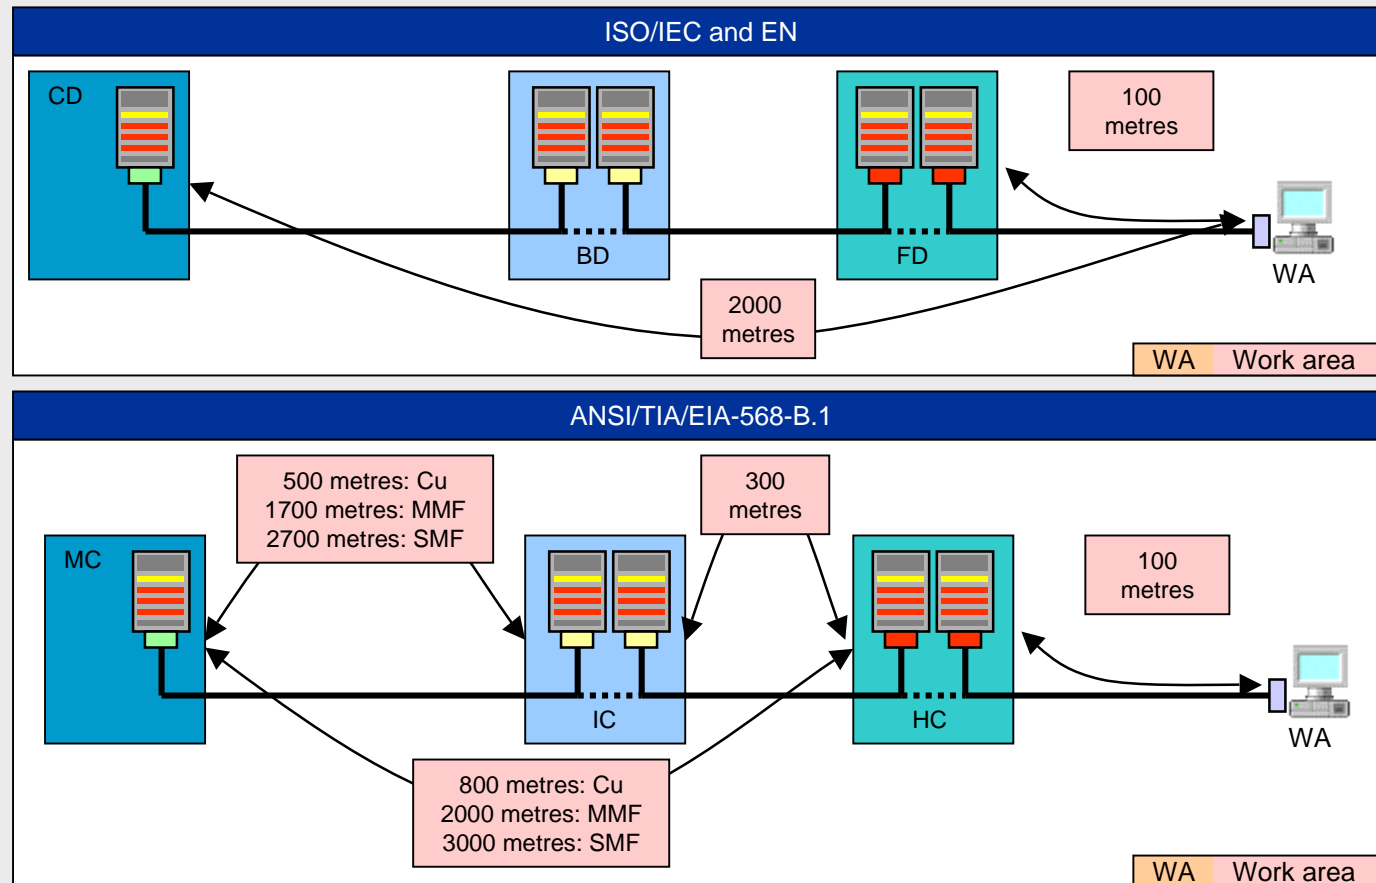 ISO/IEC and EN
CD
BD
FD
100
metres
WA
2000
metres
WA Work area
ANSI/TIA/EIA-568-B.1
500 metres: Cu
1700 metres: MMF
2700 metres: SMF
300
metres
MC
IC
HC
100
metres
WA
800 metres: Cu
2000 metres: MMF
3000 metres: SMF
WA Work area